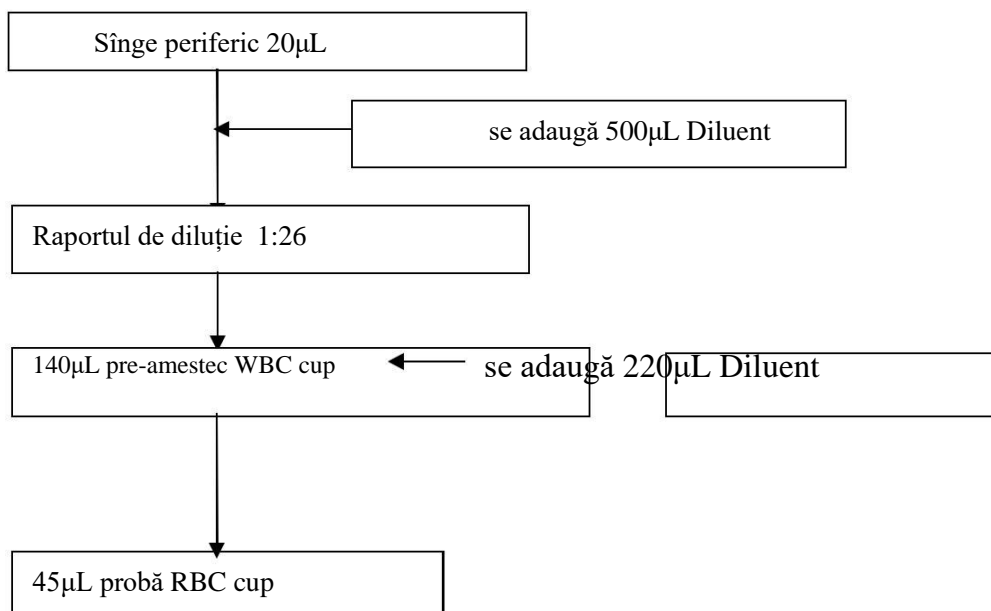 Sînge periferic 20μL
se adaugă 500μL Diluent
Raportul de diluție 1:26
140μL pre-amestec WBC cup
se adaugă 220μL Diluent
45μL probă RBC cup